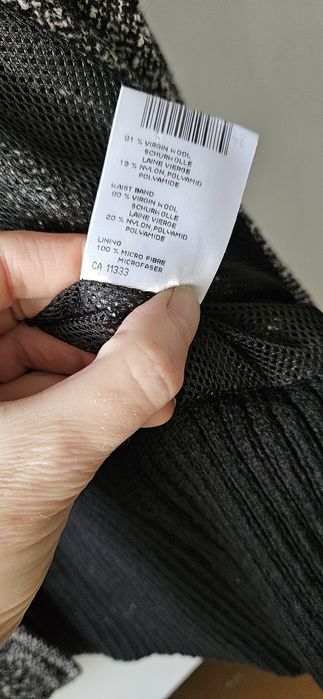 81 % VIRGIN WOOL
SCHURWOLLE
LAINE VIERGE
19 % NYLON, POLYAMID
POLYAMIDE
WAIST BAND
80 % VIRGIN WOOL
SCHURWOLLE
LAINE VIERGE
20 % NYLON, POLYAMID
POLYAMIDE
LINING
100 % MICRO FIBRE
MICROFASER
CA 11333